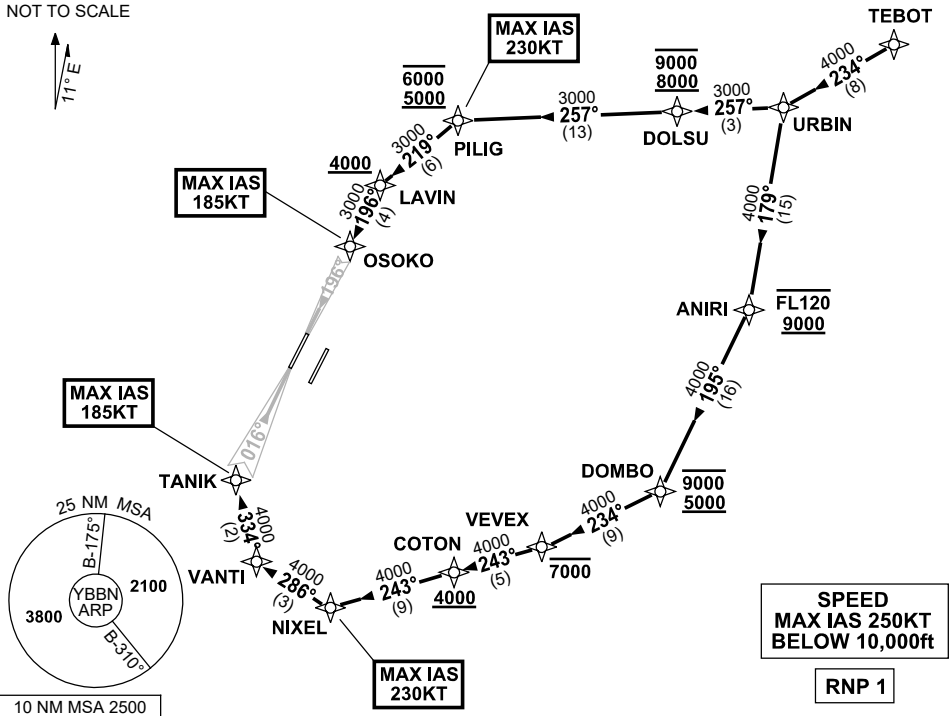 NOT TO SCALE
11° E
TEBOT
4000
234°
(8)
URBIN
3000
257°
(3)
9000
8000
DOLSU
3000
257°
(13)
MAX IAS
230KT
6000
5000
PILIG
3000
219°
(6)
4000
LAVIN
3000
196°
(4)
MAX IAS
185KT
OSOKO
196°
016°
4000
179°
(15)
ANIRI
FL120
9000
4000
195°
(16)
DOMBO
9000
5000
4000
234°
(9)
VEVEX
7000
4000
243°
(5)
COTON
4000
4000
243°
(9)
NIXEL
MAX IAS
230KT
4000
286°
(3)
VANTI
4000
334°
(2)
TANIK
MAX IAS
185KT
25 NM MSA
B-175°
2100
YBBN
ARP
3800
B-310°
10 NM MSA 2500
SPEED
MAX IAS 250KT
BELOW 10,000ft
RNP 1